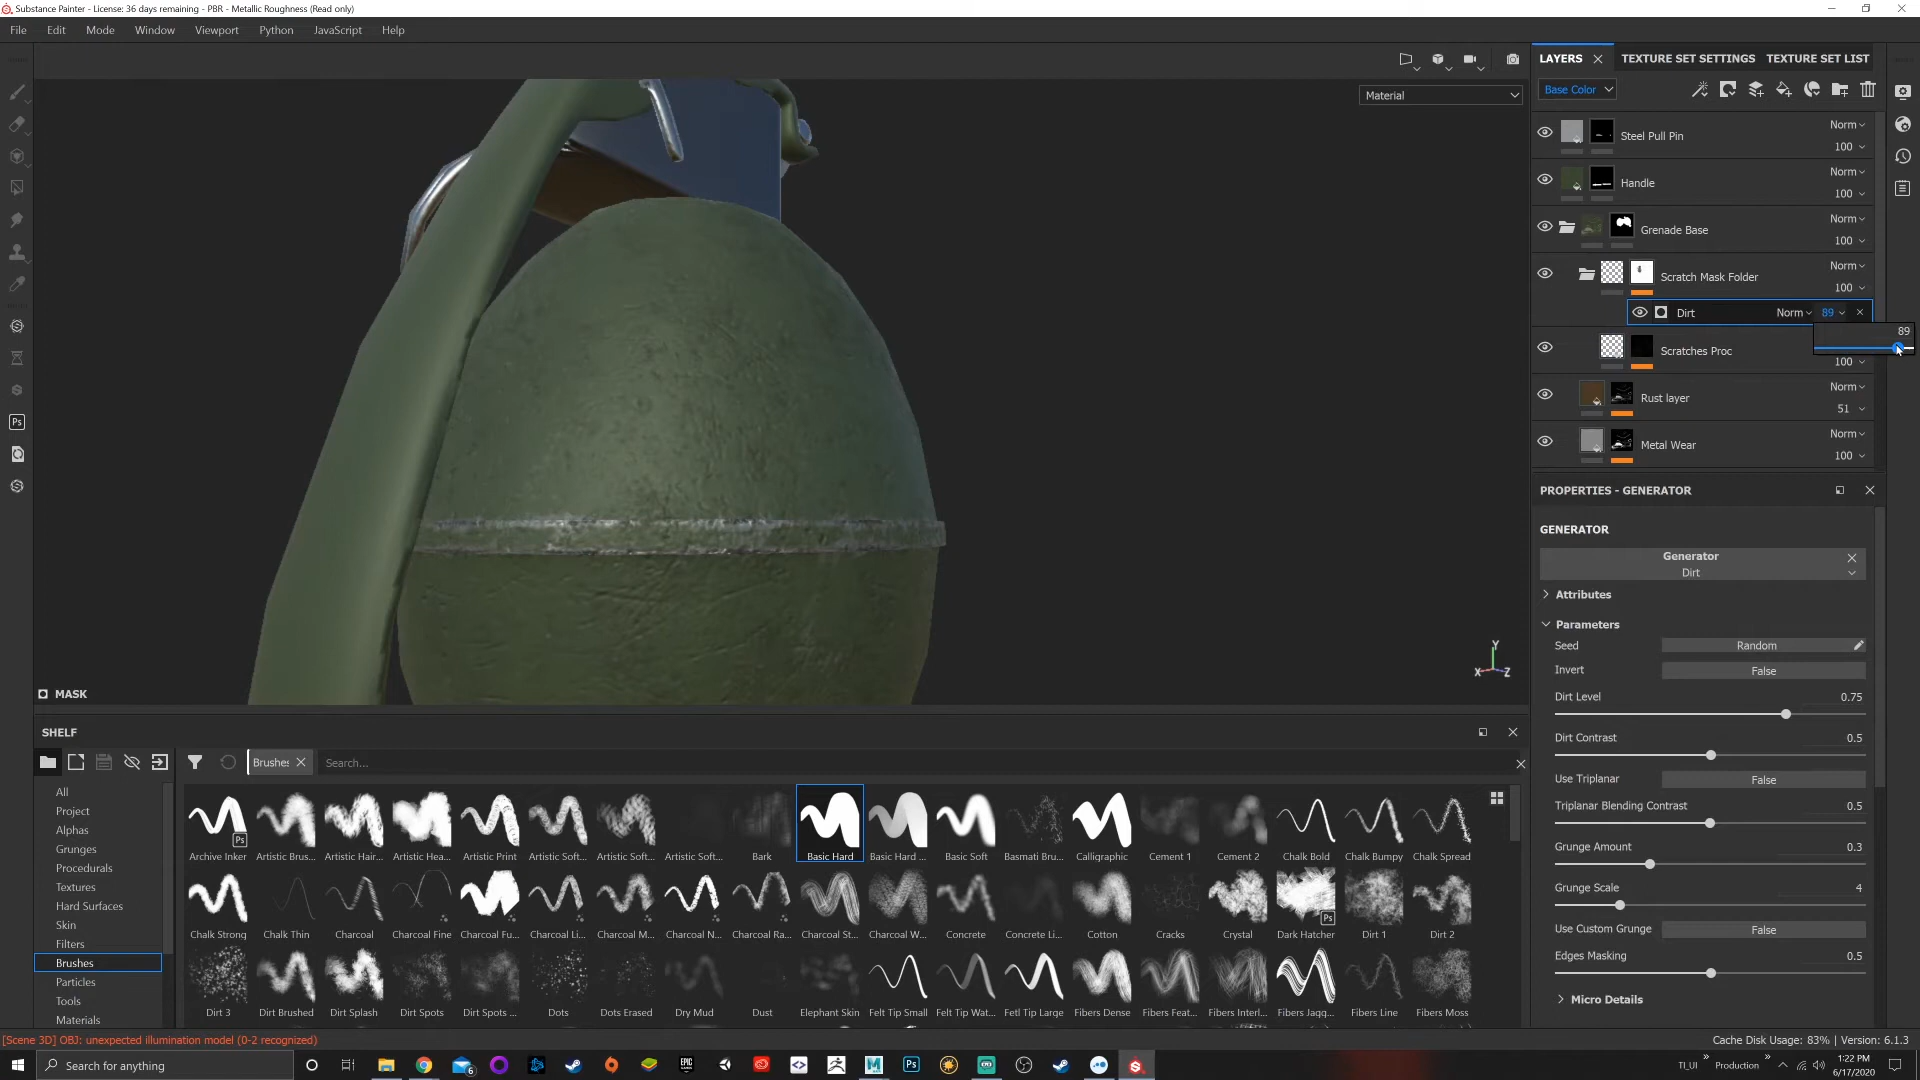 Substance Painter - License: 36 days remaining - PBR - Metallic Roughness (Read only)
File Edit Mode Window Viewport Python JavaScript Help
Material
LAYERS TEXTURE SET SETTINGS TEXTURE SET LIST
Base Color
Steel Pull Pin Norm 100
Handle Norm 100
Grenade Base Norm 100
Scratch Mask Folder Norm 100
Dirt Norm 89
89
Scratches Proc 100
Rust layer Norm 51
Metal Wear Norm 100
PROPERTIES - GENERATOR
GENERATOR
Generator
Dirt
Attributes
Parameters
Seed Random
Invert False
Dirt Level 0.75
Dirt Contrast 0.5
Use Triplanar False
Triplanar Blending Contrast 0.5
Grunge Amount 0.3
Grunge Scale 4
Use Custom Grunge False
Edges Masking 0.5
Micro Details
Y
X Z
MASK
SHELF
Brushes Search...
All
Project
Alphas
Grunges
Procedurals
Textures
Hard Surfaces
Skin
Filters
Brushes
Particles
Tools
Materials
Ps
Ps
Archive Inker Artistic Brus... Artistic Hair... Artistic Hea... Artistic Print Artistic Soft... Artistic Soft... Artistic Soft... Bark Basic Hard Basic Hard ... Basic Soft Basmati Bru... Calligraphic Cement 1 Cement 2 Chalk Bold Chalk Bumpy Chalk Spread
Ps
Chalk Strong Chalk Thin Charcoal Charcoal Fine Charcoal Fu... Charcoal Li... Charcoal M... Charcoal N... Charcoal Ra... Charcoal St... Charcoal W... Concrete Concrete Li... Cotton Cracks Crystal Dark Hatcher Dirt 1 Dirt 2
Dirt 3 Dirt Brushed Dirt Splash Dirt Spots Dirt Spots ... Dots Dots Erased Dry Mud Dust Elephant Skin Felt Tip Small Felt Tip Wat... Fetl Tip Large Fibers Dense Fibers Feat... Fibers Interl... Fibers Jagg... Fibers Line Fibers Moss
[Scene 3D] OBJ: unexpected illumination model (0-2 recognized)
Cache Disk Usage: 83% | Version: 6.1.3
Search for anything
6
EPIC GAMES
M
Ps
TI_UI
Production
1:22 PM
6/17/2020